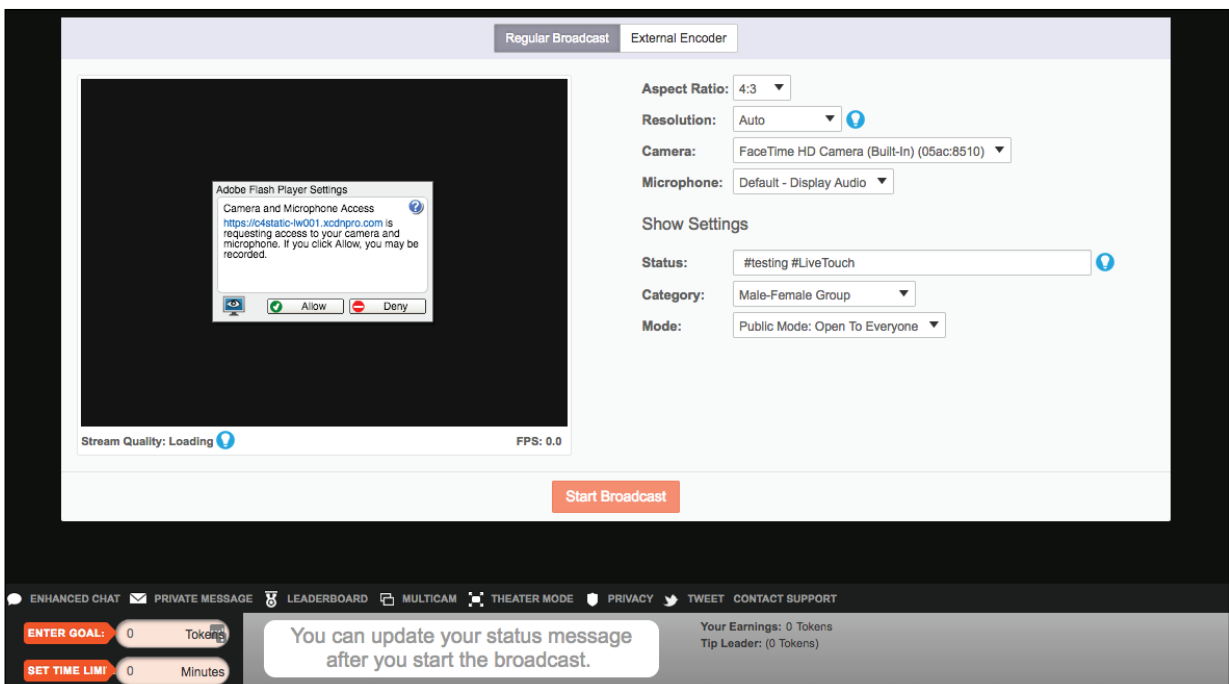 Regular Broadcast External Encoder
Aspect Ratio: 4:3
Resolution: Auto
Camera: FaceTime HD Camera (Built-In) (05ac:8510)
Microphone: Default - Display Audio
Adobe Flash Player Settings
Camera and Microphone Access
https://c4static-lw001.xcdnpro.com is
requesting access to your camera and
microphone. If you click Allow, you may be
recorded.
Allow Deny
Show Settings
Status: #testing #LiveTouch
Category: Male-Female Group
Mode: Public Mode: Open To Everyone
Stream Quality: Loading FPS: 0.0
Start Broadcast
ENHANCED CHAT PRIVATE MESSAGE LEADERBOARD MULTICAM THEATER MODE PRIVACY TWEET CONTACT SUPPORT
ENTER GOAL: 0 Tokens
SET TIME LIMI 0 Minutes
You can update your status message
after you start the broadcast.
Your Earnings: 0 Tokens
Tip Leader: (0 Tokens)